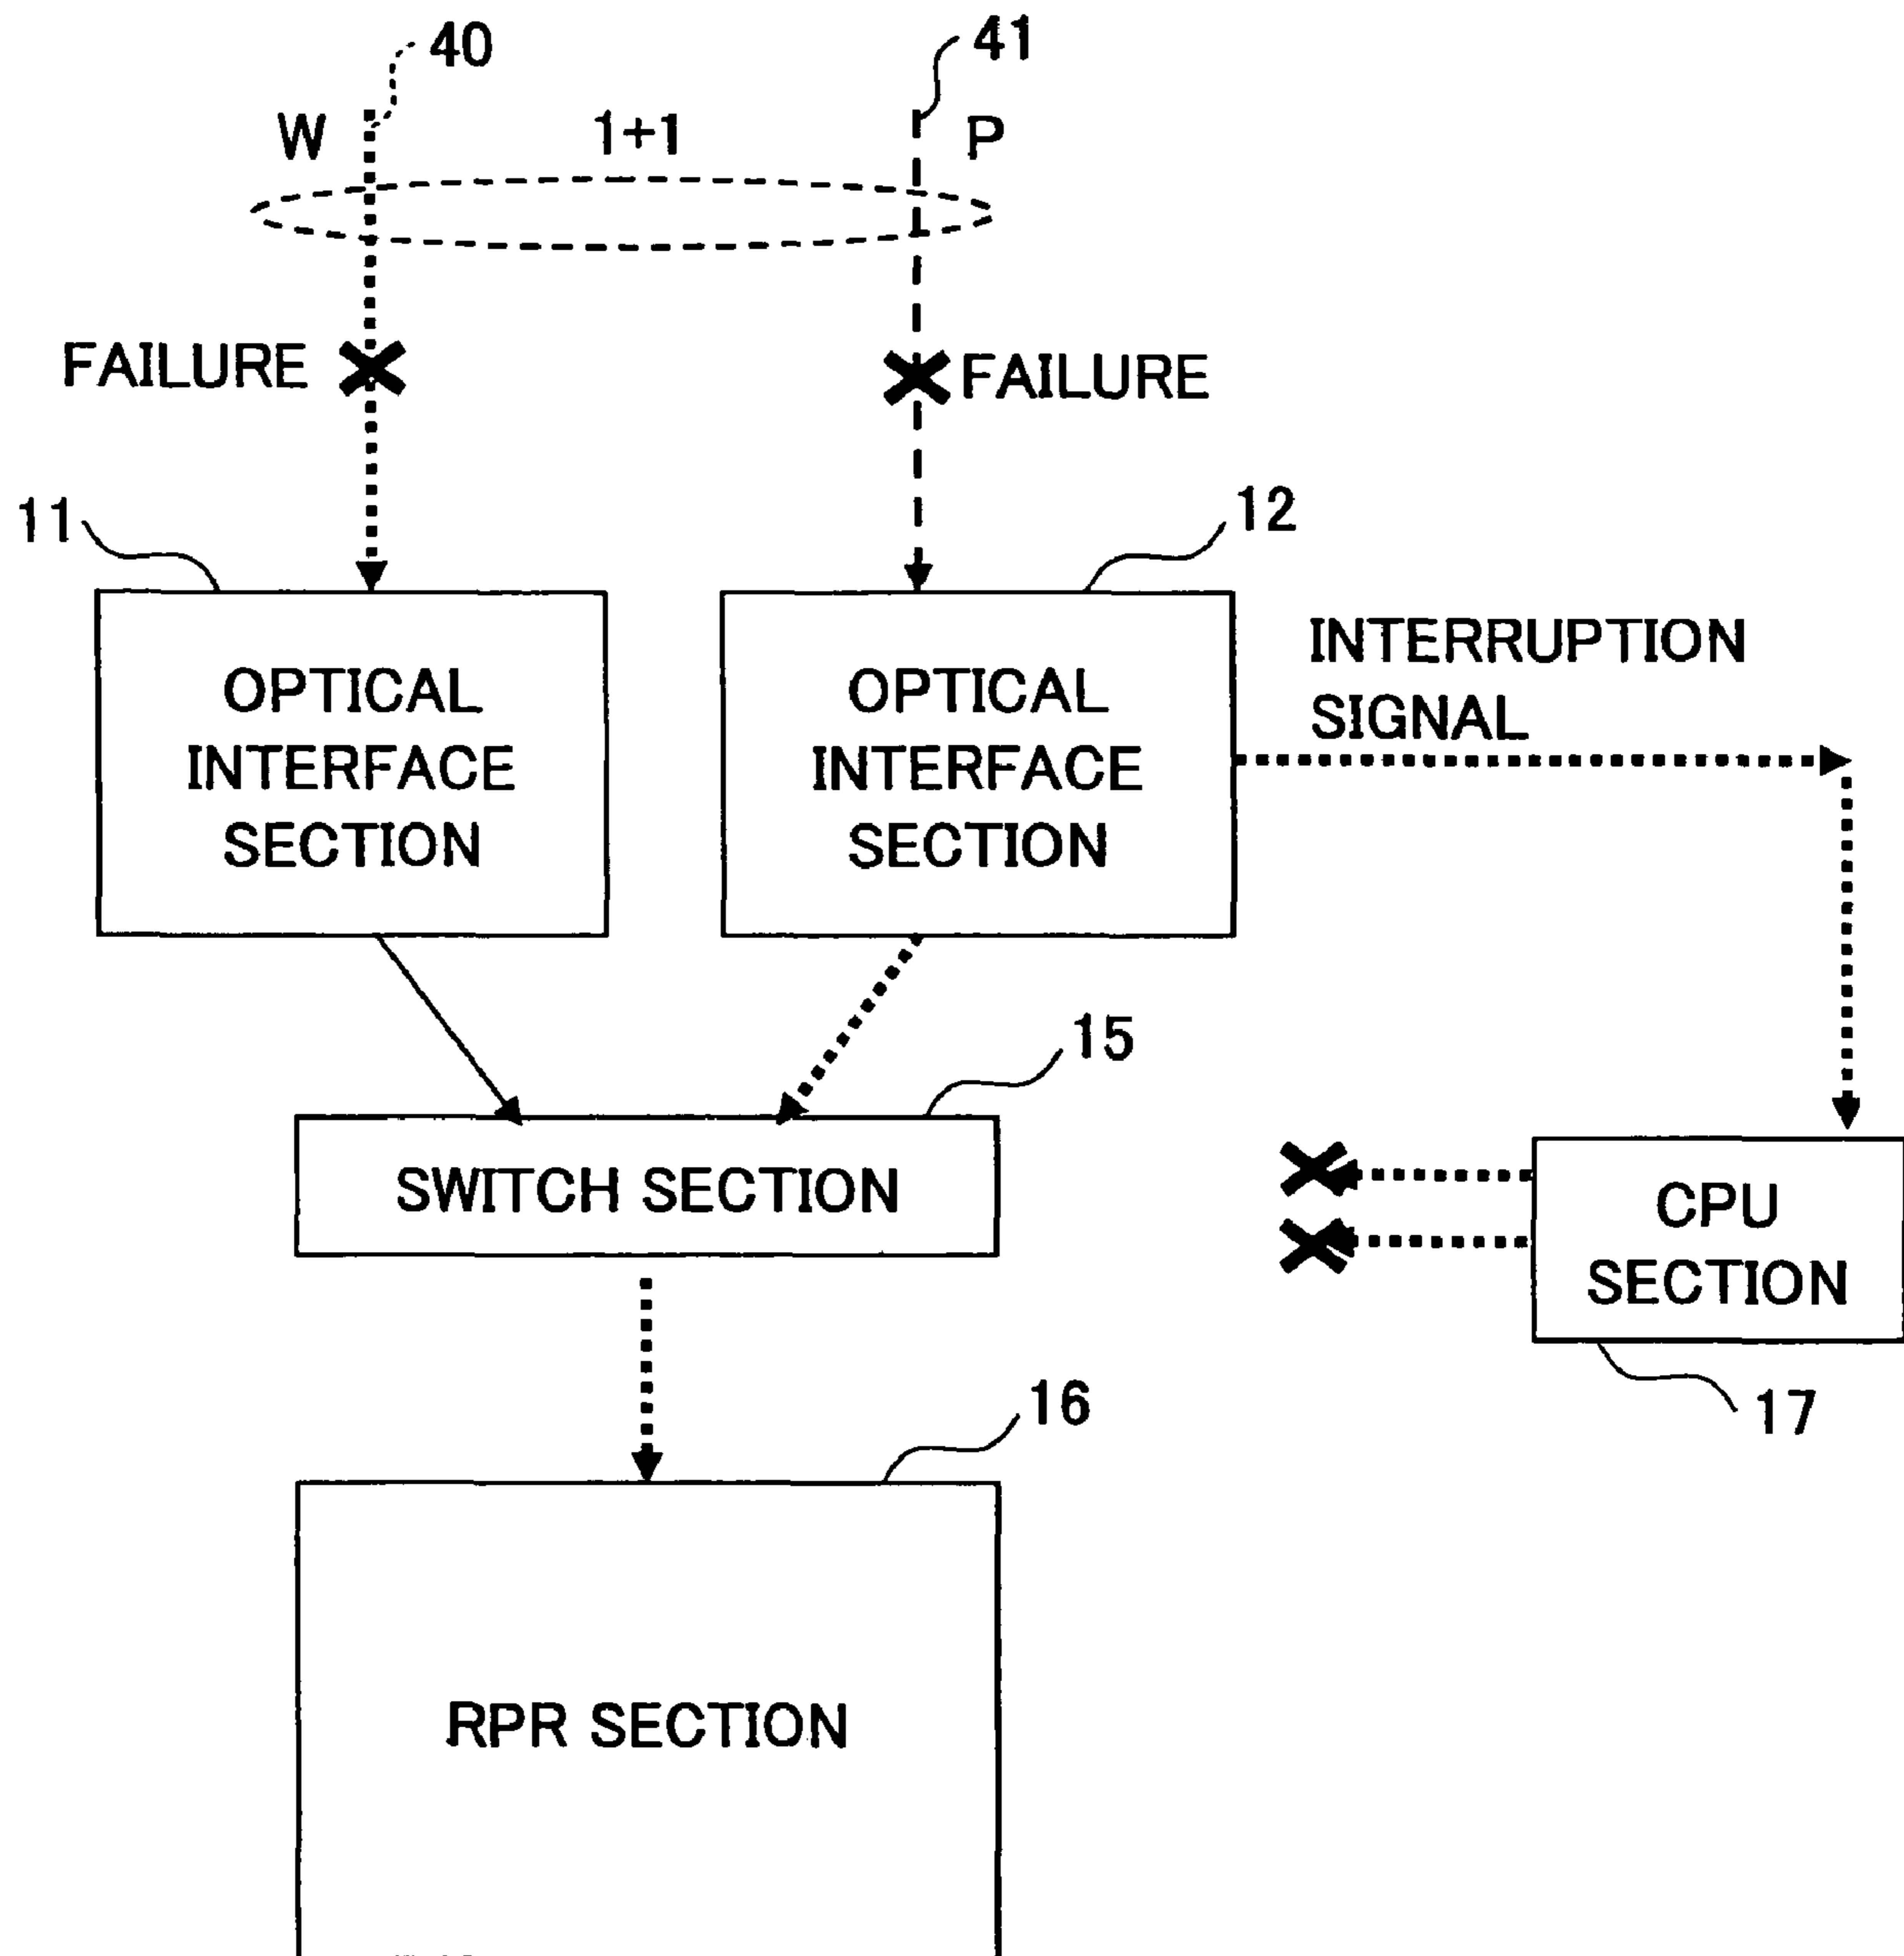 40
41
W
1+1
P
FAILURE
FAILURE
11
12
OPTICAL
INTERFACE
SECTION
OPTICAL
INTERFACE
SECTION
INTERRUPTION
SIGNAL
15
SWITCH SECTION
CPU
SECTION
16
17
RPR SECTION